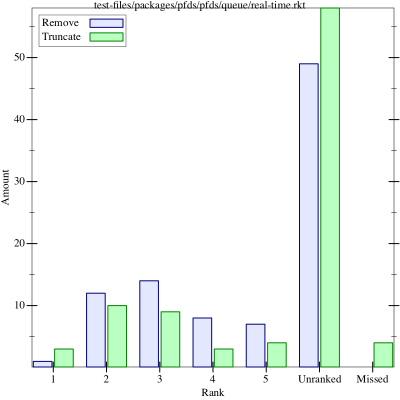 test-files/packages/pfds/pfds/queue/real-time.rkt
Remove
Truncate
50
40
30
20
10
Amount
1 2 3 4 5 Unranked Missed
Rank